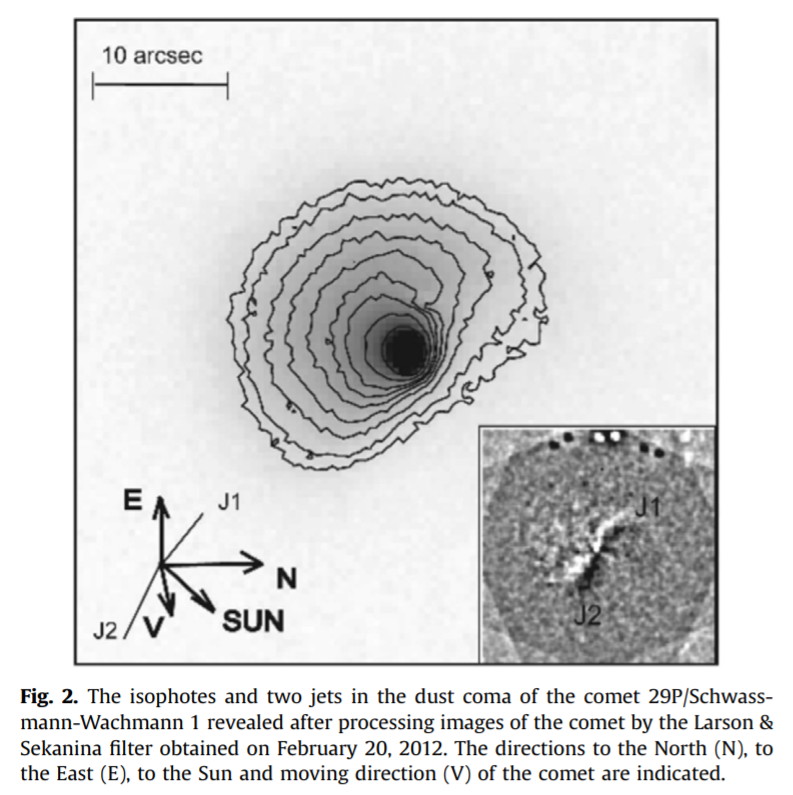 10 arcsec
E
J1
N
SUN
V
J2
J1
J2
Fig. 2. The isophotes and two jets in the dust coma of the comet 29P/Schwass-
mann-Wachmann 1 revealed after processing images of the comet by the Larson &
Sekanina filter obtained on February 20, 2012. The directions to the North (N), to
the East (E), to the Sun and moving direction (V) of the comet are indicated.